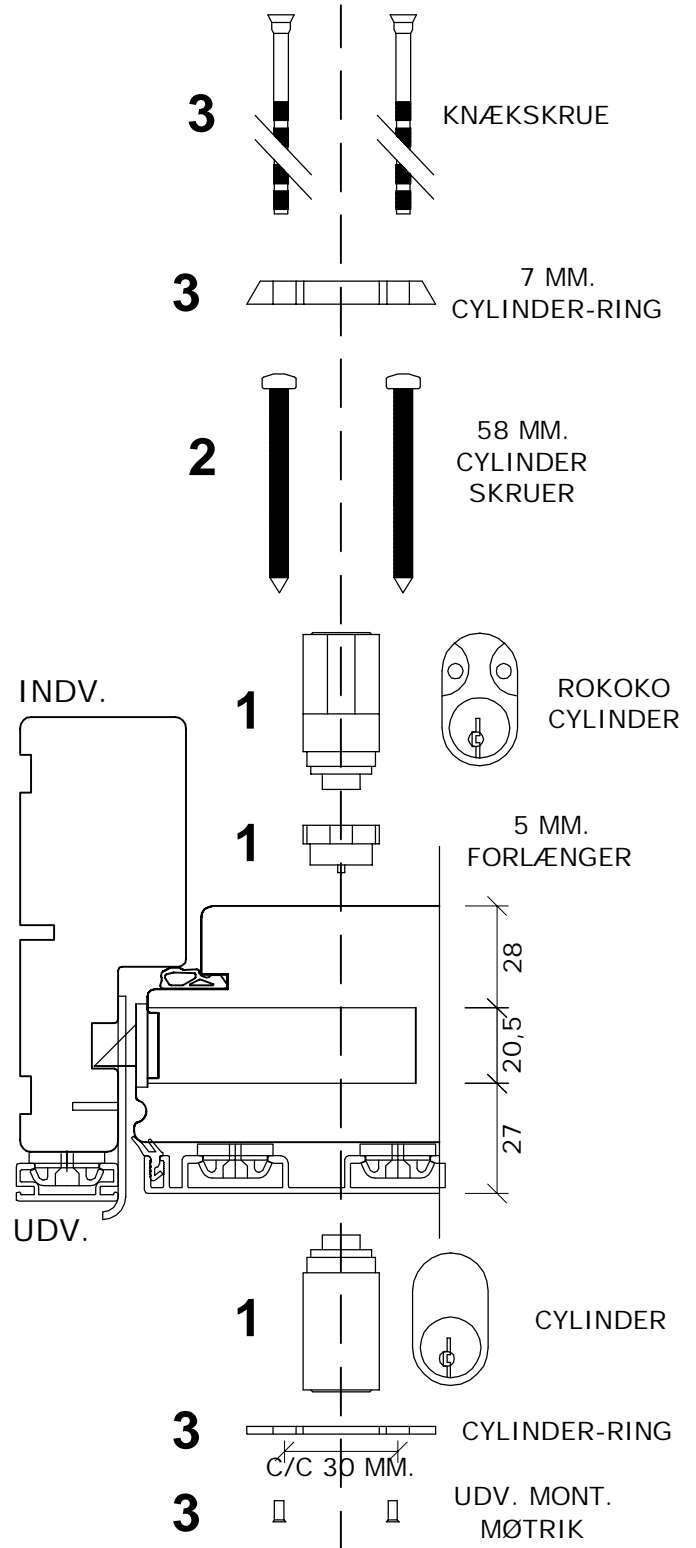 3
KNÆKSKRUE
3
7 MM.
CYLINDER-RING
2
58 MM.
CYLINDER
SKRUER
INDV.
1
ROKOKO
CYLINDER
1
5 MM.
FORLÆNGER
28
20,5
27
UDV.
1
CYLINDER
3
CYLINDER-RING
C/C 30 MM.
3
UDV. MONT.
MØTRIK